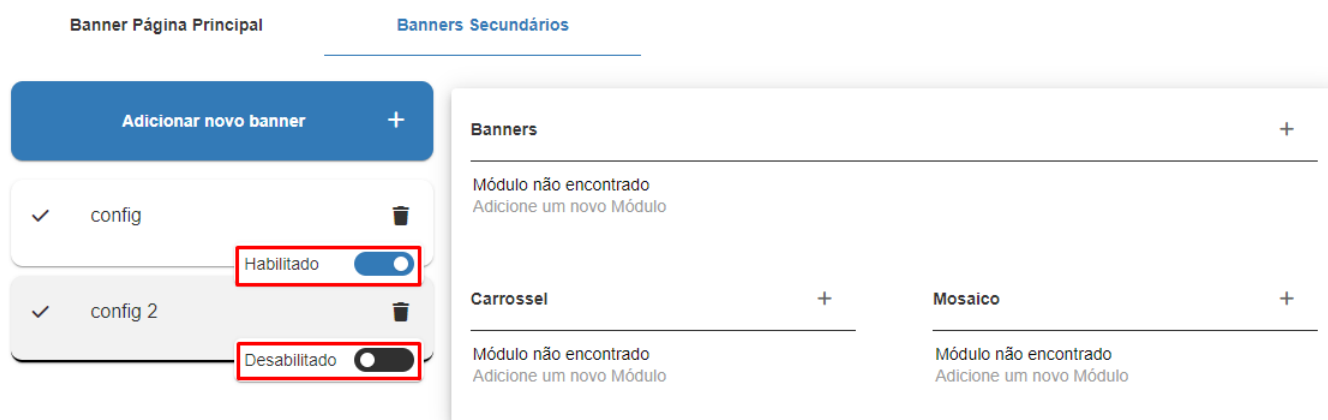 Banner Página Principal
Banners Secundários
Adicionar novo banner
config
Habilitado
config 2
Desabilitado
Banners
Módulo não encontrado
Adicione um novo Módulo
Carrossel
Módulo não encontrado
Adicione um novo Módulo
Mosaico
Módulo não encontrado
Adicione um novo Módulo